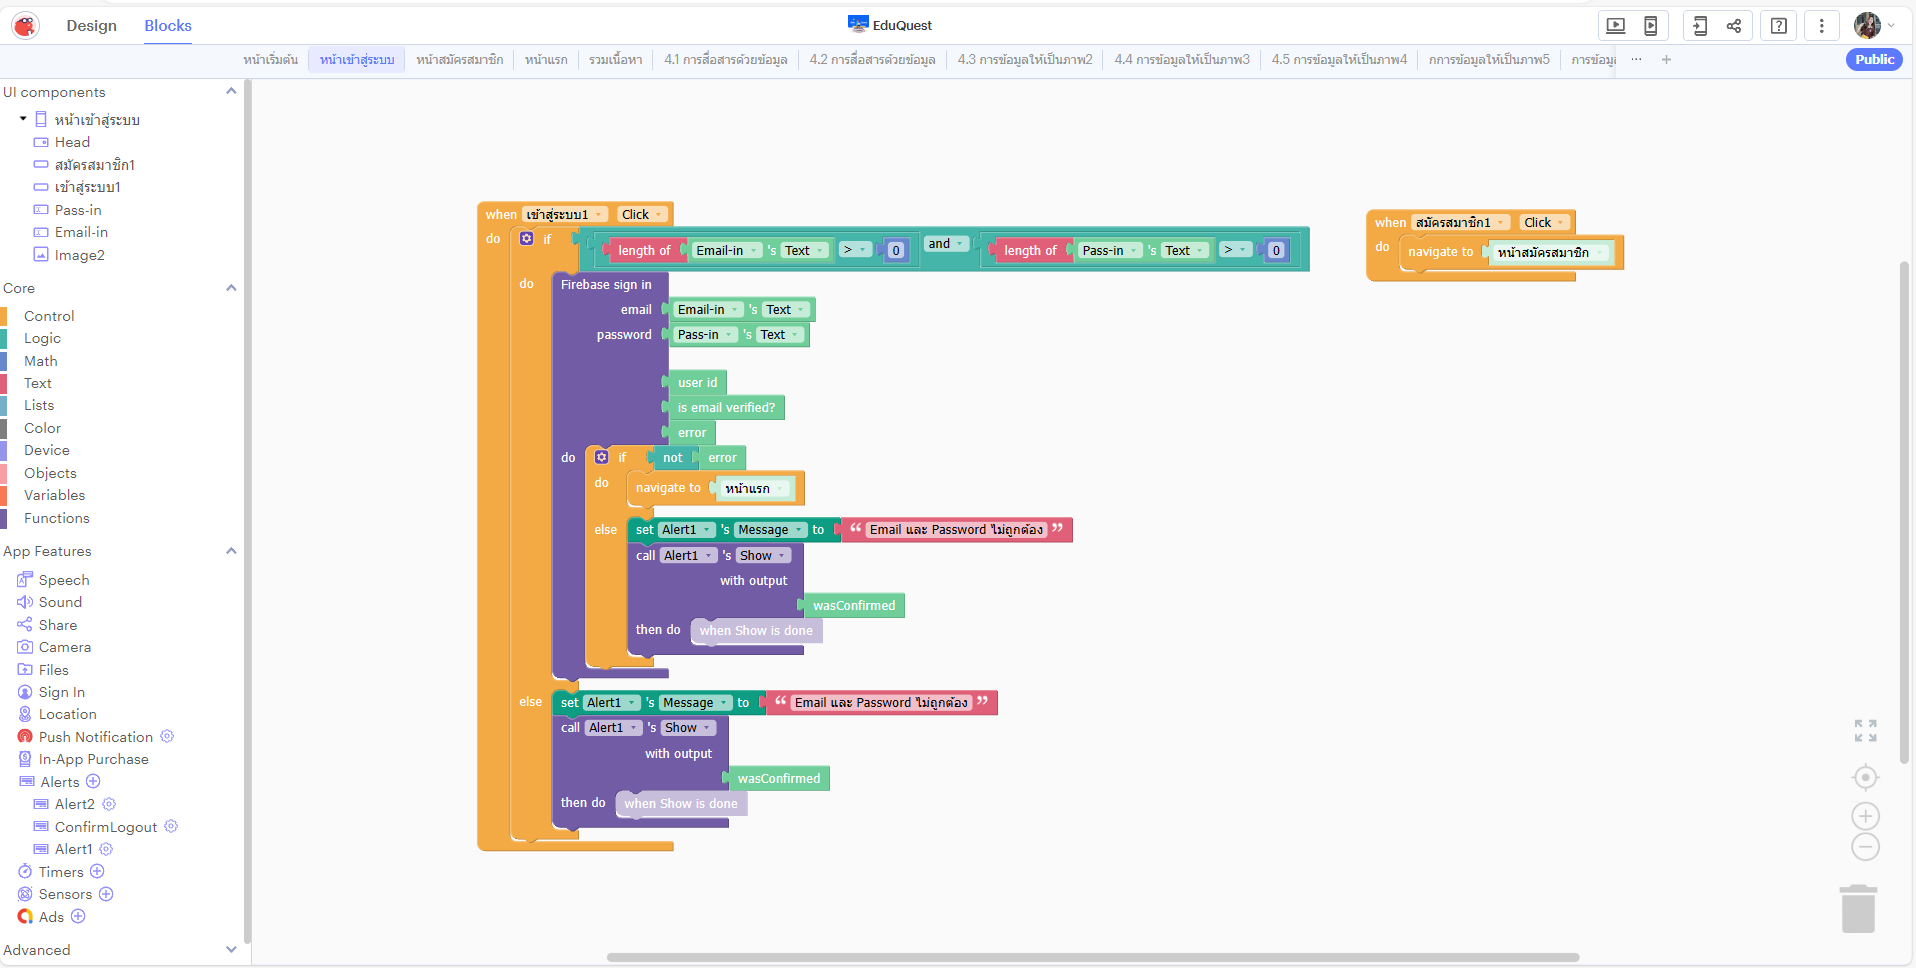 Design
Blocks
EduQuest
หน้าเริ่มต้น
หน้าเข้าสู่ระบบ
หน้าสมัครสมาชิก
หน้าแรก
รวมเนื้อหา
4.1 การสื่อสารด้วยข้อมูล
4.2 การสื่อสารด้วยข้อมูล
4.3 การข้อมูลให้เป็นภาพ2
4.4 การข้อมูลให้เป็นภาพ3
4.5 การข้อมูลให้เป็นภาพ4
กการข้อมูลให้เป็นภาพ5
การข้อมูล
Public
UI components
หน้าเข้าสู่ระบบ
Head
สมัครสมาชิก1
เข้าสู่ระบบ1
Pass-in
Email-in
Image2
Core
Control
Logic
Math
Text
Lists
Color
Device
Objects
Variables
Functions
App Features
Speech
Sound
Share
Camera
Files
Sign In
Location
Push Notification
In-App Purchase
Alerts
Alert2
ConfirmLogout
Alert1
Timers
Sensors
Ads
Advanced
when เข้าสู่ระบบ1 Click
do if length of Email-in 's Text > 0 and length of Pass-in 's Text > 0
do Firebase sign in
email Email-in 's Text
password Pass-in 's Text
user id
is email verified?
error
do if not error
do navigate to หน้าแรก
else set Alert1 's Message to “ Email และ Password ไม่ถูกต้อง ”
call Alert1 's Show
with output
wasConfirmed
then do when Show is done
else set Alert1 's Message to “ Email และ Password ไม่ถูกต้อง ”
call Alert1 's Show
with output
wasConfirmed
then do when Show is done
when สมัครสมาชิก1 Click
do navigate to หน้าสมัครสมาชิก